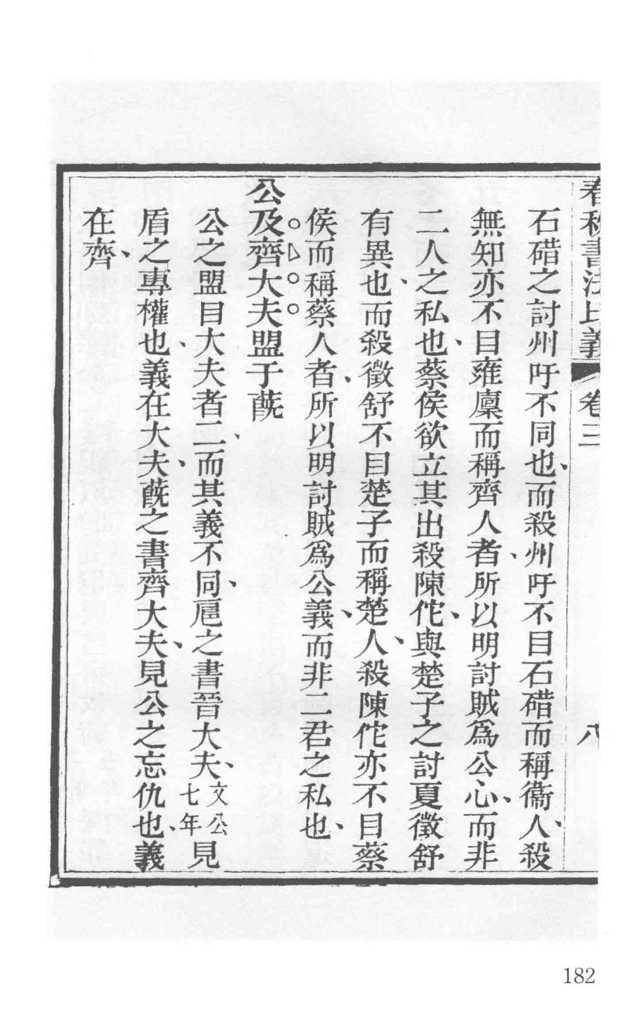 春秋書法比義 卷三 八
石碏之討州吁不同也、而殺州吁不目石碏而稱衞人、殺
無知亦不目雍廩而稱齊人者、所以明討賊爲公心、而非
二人之私也、蔡侯欲立其出殺陳佗、與楚子之討夏徵舒
有異也、而殺徵舒不目楚子而稱楚人、殺陳佗亦不目蔡
侯而稱蔡人者、所以明討賊爲公義、而非二君之私也、
公及齊大夫盟于蔇
公之盟目大夫者二、而其義不同、扈之書晉大夫、文公七年見
盾之專權也、義在大夫、蔇之書齊大夫、見公之忘仇也、義
在齊、
182